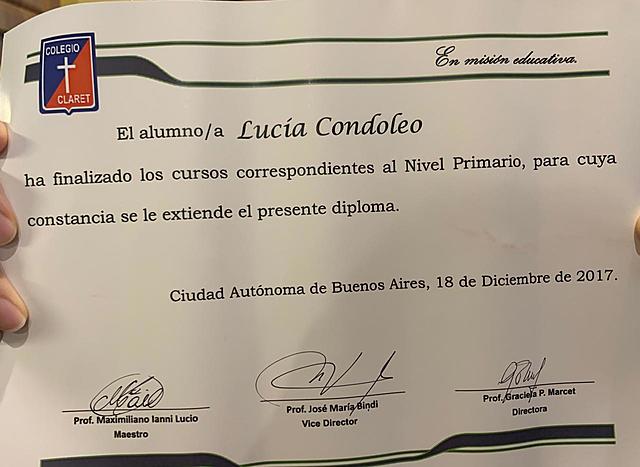 COLEGIO
CLARET
En misión educativa.
El alumno/a Lucía Condoleo
ha finalizado los cursos correspondientes al Nivel Primario, para cuya
constancia se le extiende el presente diploma.
Ciudad Autónoma de Buenos Aires, 18 de Diciembre de 2017.
Prof. Maximiliano Ianni Lucio
Maestro
Prof. José María Bindi
Vice Director
Prof. Graciela P. Marcet
Directora